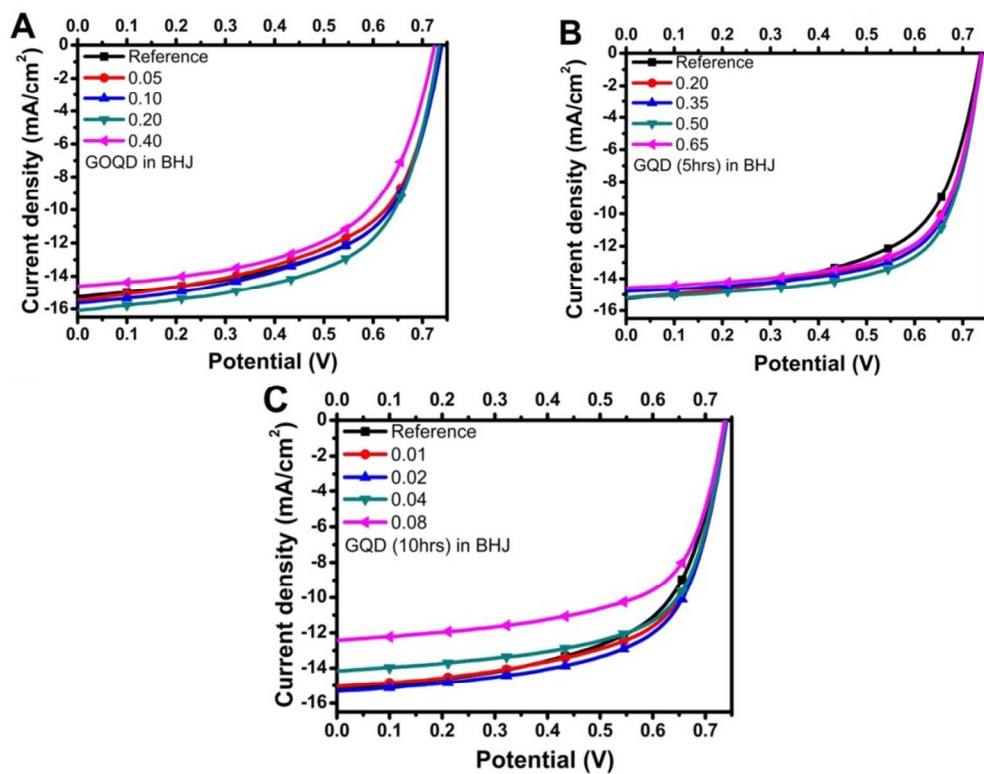 A
0.0 0.1 0.2 0.3 0.4 0.5 0.6 0.7
0
-2
-4
-6
-8
-10
-12
-14
-16
Current density (mA/cm²)
Reference
0.05
0.10
0.20
0.40
GOQD in BHJ
0.0 0.1 0.2 0.3 0.4 0.5 0.6 0.7
Potential (V)
B
0.0 0.1 0.2 0.3 0.4 0.5 0.6 0.7
0
-2
-4
-6
-8
-10
-12
-14
-16
Current density (mA/cm²)
Reference
0.20
0.35
0.50
0.65
GQD (5hrs) in BHJ
0.0 0.1 0.2 0.3 0.4 0.5 0.6 0.7
Potential (V)
C
0.0 0.1 0.2 0.3 0.4 0.5 0.6 0.7
0
-2
-4
-6
-8
-10
-12
-14
-16
Current density (mA/cm²)
Reference
0.01
0.02
0.04
0.08
GQD (10hrs) in BHJ
0.0 0.1 0.2 0.3 0.4 0.5 0.6 0.7
Potential (V)